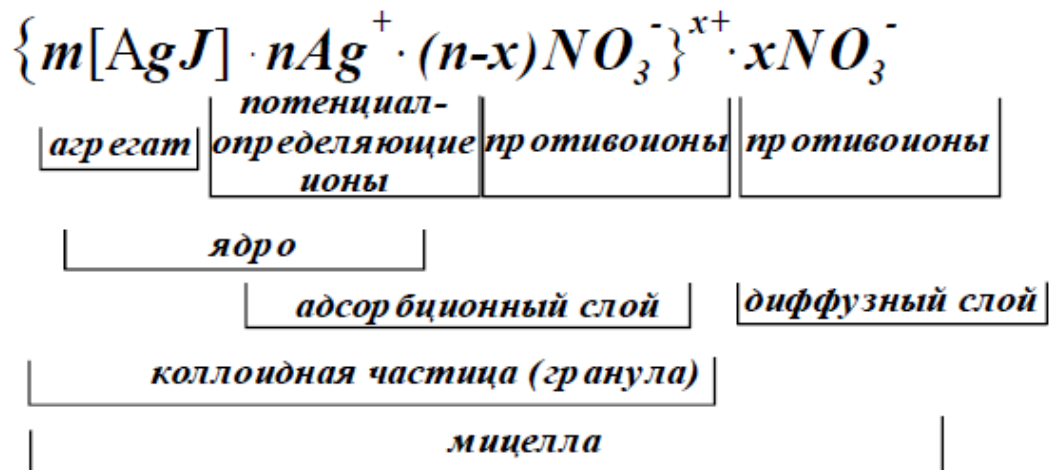 {m[AgJ] · nAg⁺ · (n-x)NO₃⁻}ˣ⁺ · xNO₃⁻
агрегат
потенциал-
определяющие
ионы
противоионы
противоионы
ядро
адсорбционный слой
диффузный слой
коллоидная частица (гранула)
мицелла